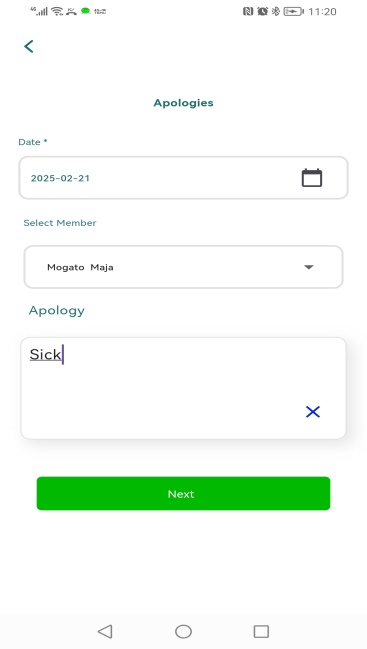 11:20
Apologies
Date *
2025-02-21
Select Member
Mogato Maja
Apology
Sick
Next